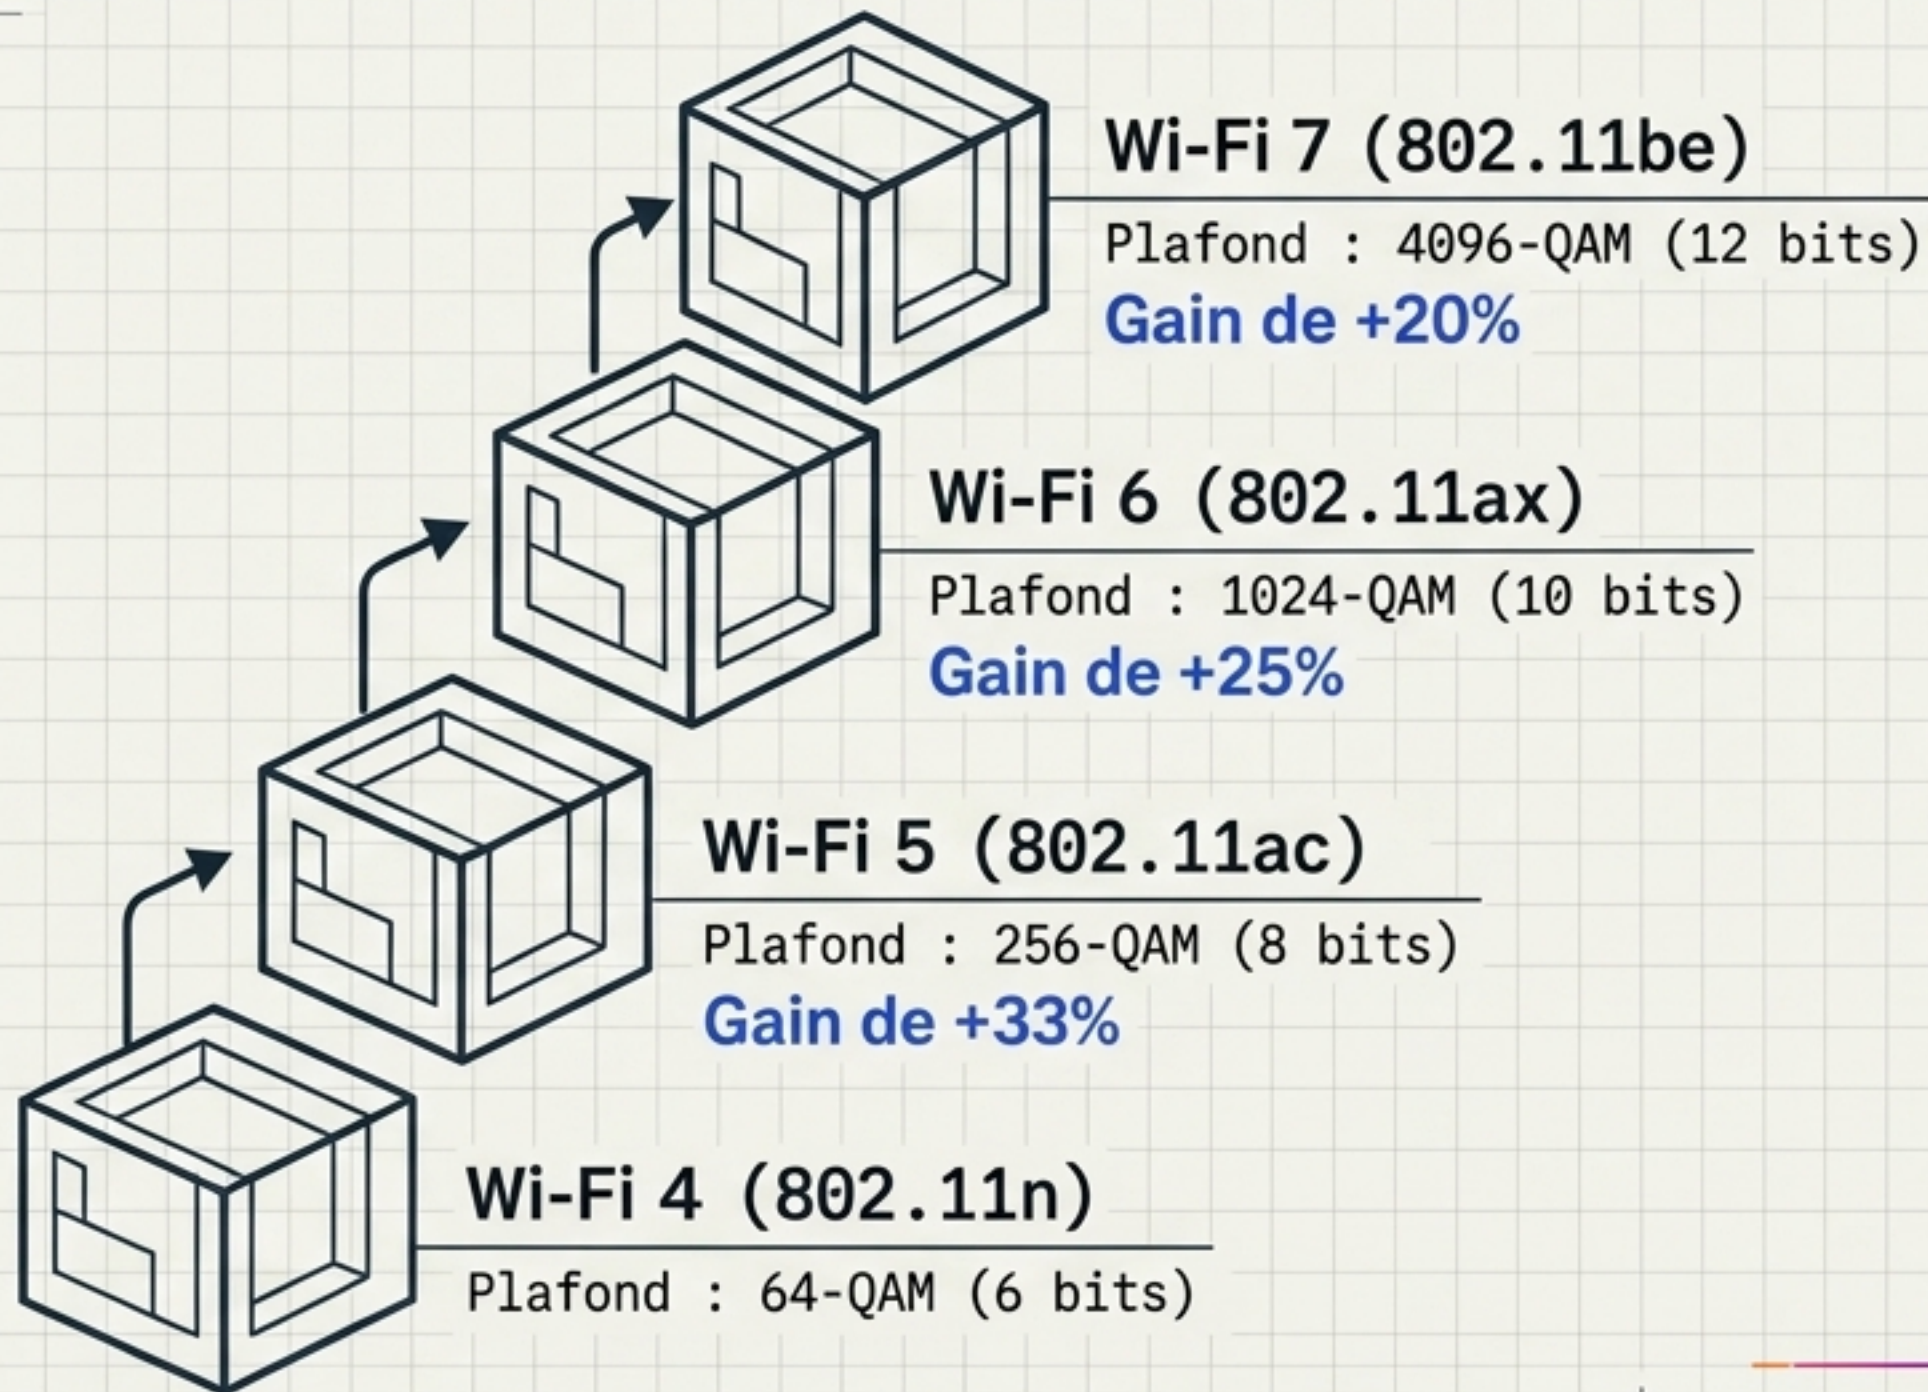 Wi-Fi 7 (802.11be)
Plafond : 4096-QAM (12 bits)
Gain de +20%
Wi-Fi 6 (802.11ax)
Plafond : 1024-QAM (10 bits)
Gain de +25%
Wi-Fi 5 (802.11ac)
Plafond : 256-QAM (8 bits)
Gain de +33%
Wi-Fi 4 (802.11n)
Plafond : 64-QAM (6 bits)